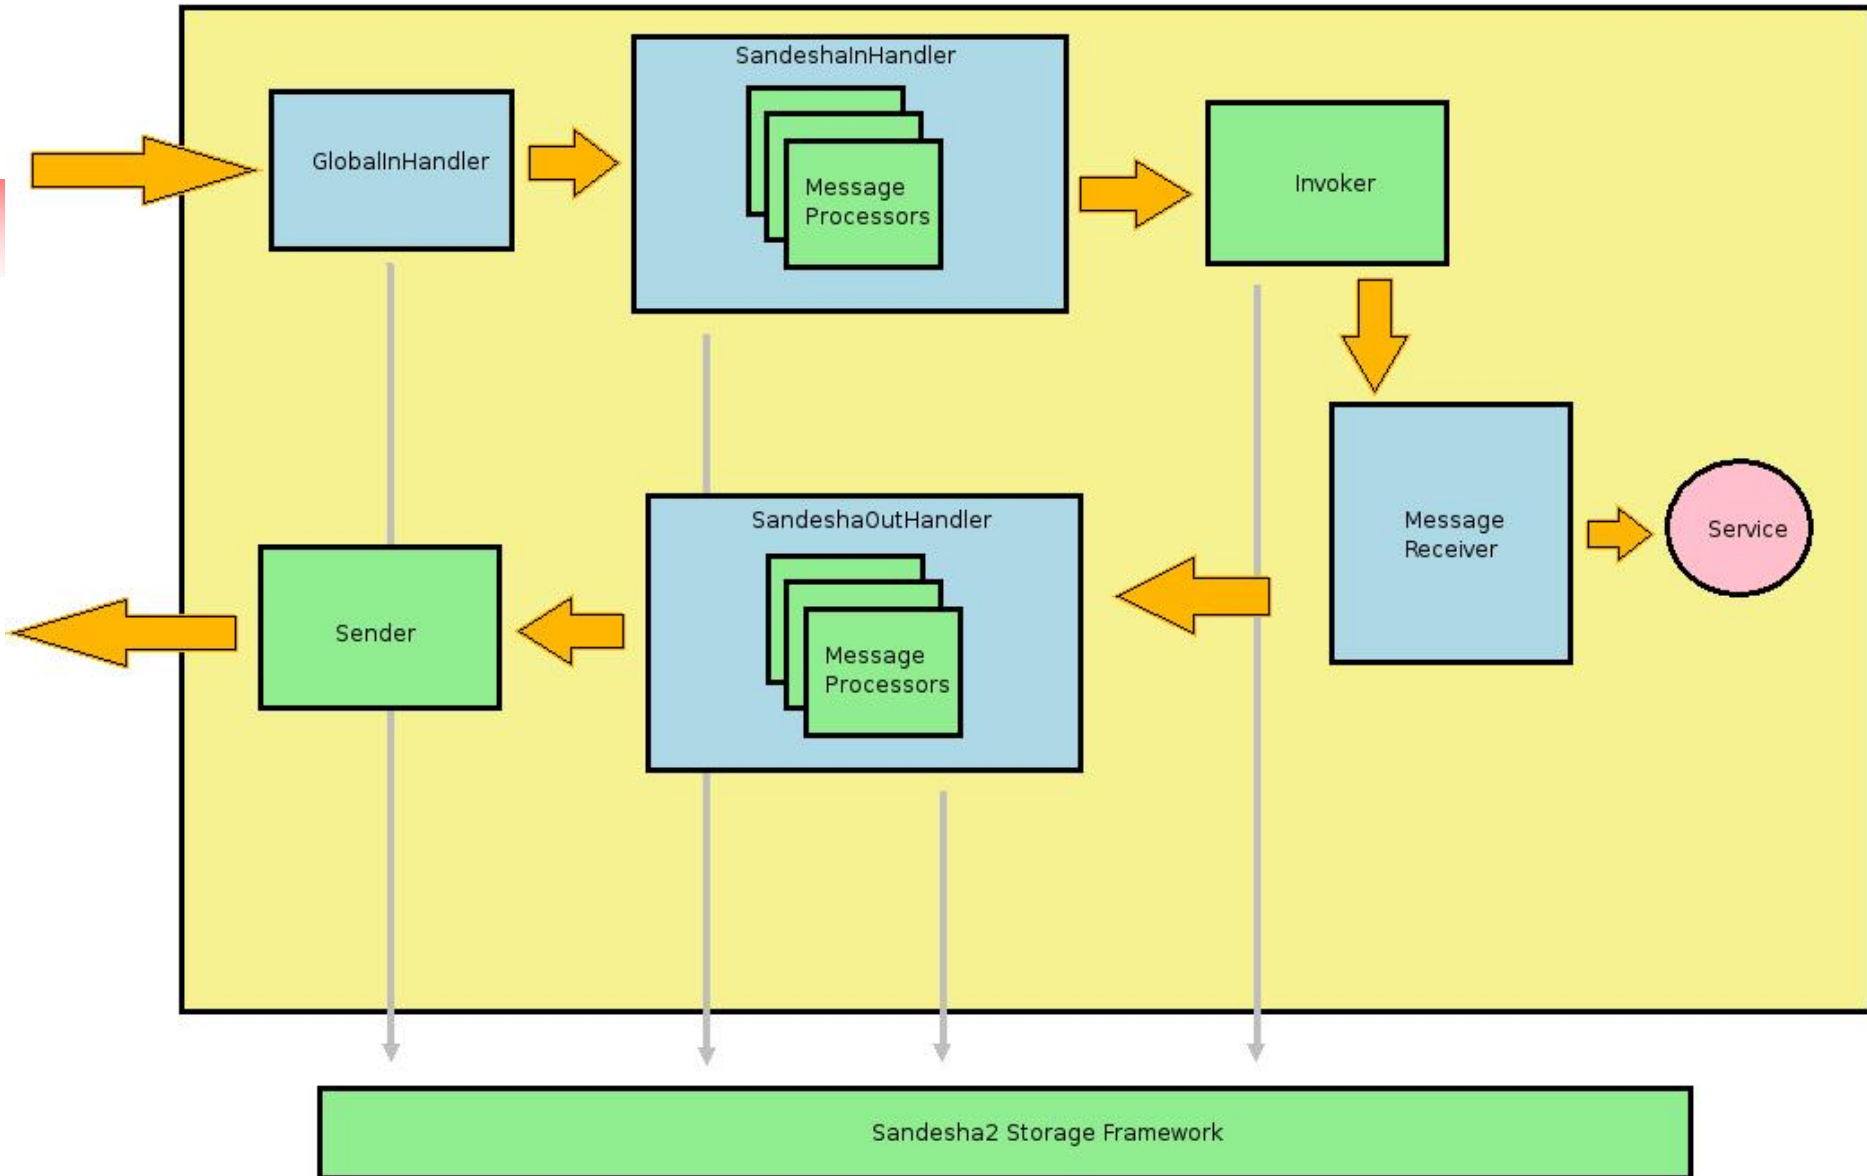 SandeshaInHandler
GlobalInHandler
Message
Processors
Invoker
SandeshaOutHandler
Message
Processors
Sender
Message
Receiver
Service
Sandesha2 Storage Framework